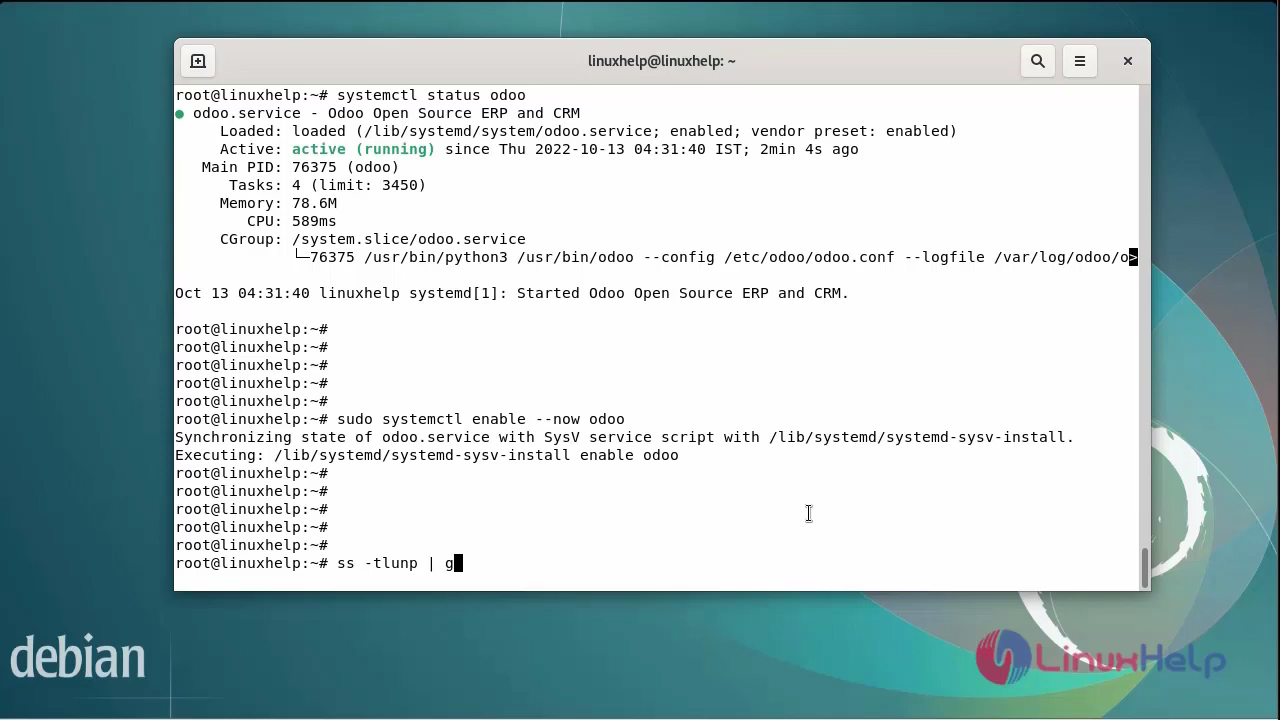 linuxhelp@linuxhelp: ~
root@linuxhelp:~# systemctl status odoo
● odoo.service - Odoo Open Source ERP and CRM
Loaded: loaded (/lib/systemd/system/odoo.service; enabled; vendor preset: enabled)
Active: active (running) since Thu 2022-10-13 04:31:40 IST; 2min 4s ago
Main PID: 76375 (odoo)
Tasks: 4 (limit: 3450)
Memory: 78.6M
CPU: 589ms
CGroup: /system.slice/odoo.service
└─76375 /usr/bin/python3 /usr/bin/odoo --config /etc/odoo/odoo.conf --logfile /var/log/odoo/o>
Oct 13 04:31:40 linuxhelp systemd[1]: Started Odoo Open Source ERP and CRM.
root@linuxhelp:~#
root@linuxhelp:~#
root@linuxhelp:~#
root@linuxhelp:~#
root@linuxhelp:~#
root@linuxhelp:~# sudo systemctl enable --now odoo
Synchronizing state of odoo.service with SysV service script with /lib/systemd/systemd-sysv-install.
Executing: /lib/systemd/systemd-sysv-install enable odoo
root@linuxhelp:~#
root@linuxhelp:~#
root@linuxhelp:~#
root@linuxhelp:~#
root@linuxhelp:~#
root@linuxhelp:~# ss -tlunp | g
debian
LinuxHelp